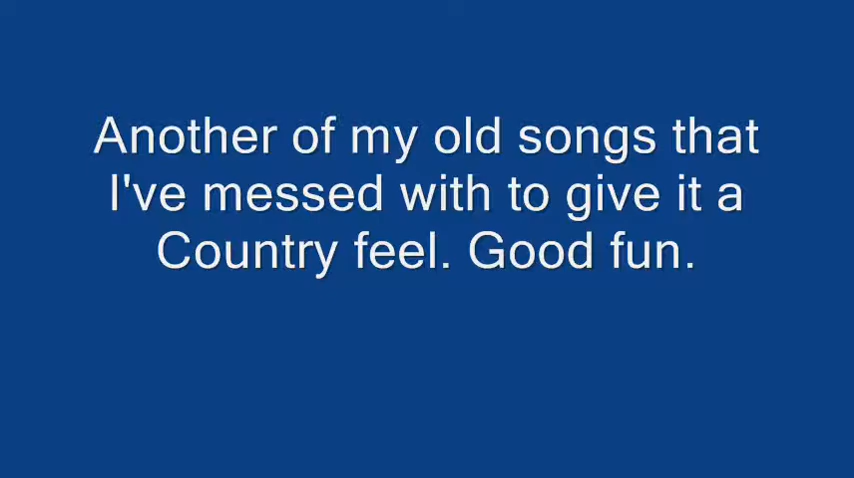 Another of my old songs that
I've messed with to give it a
Country feel. Good fun.